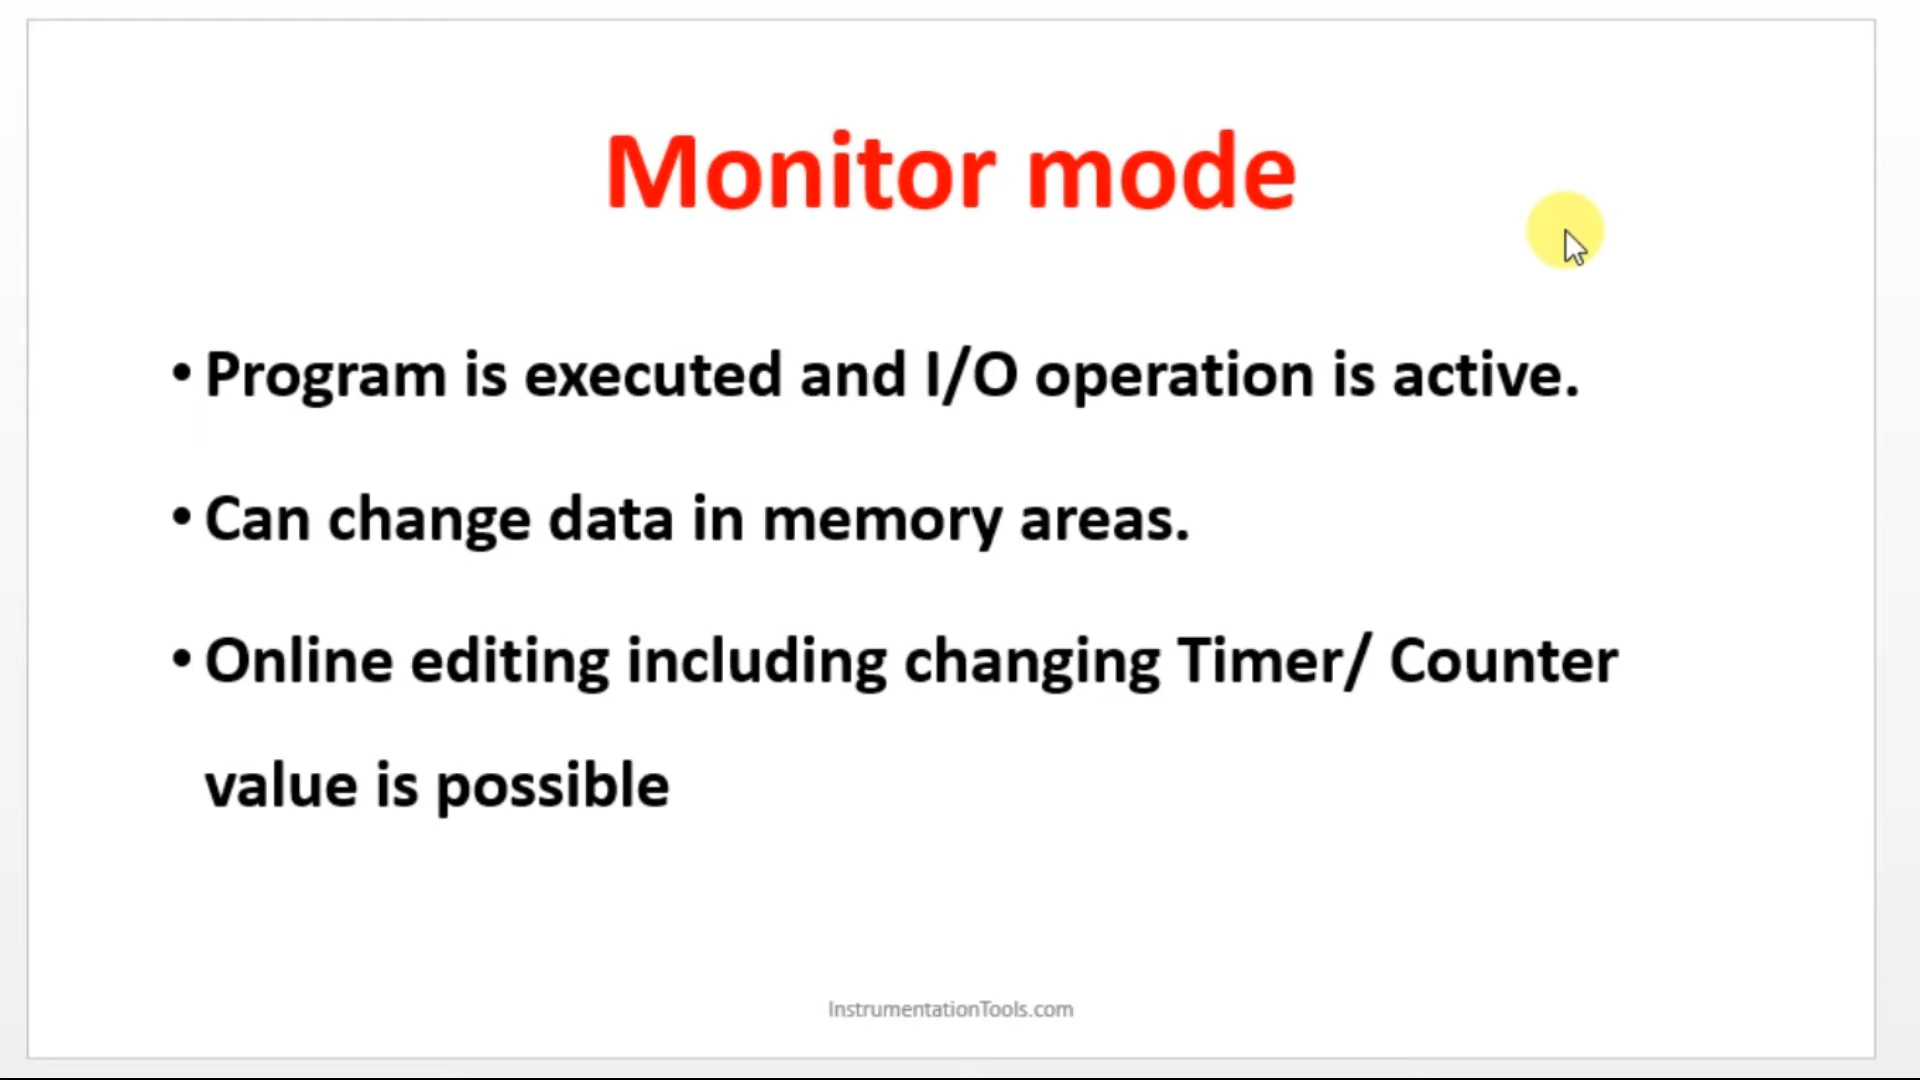 Monitor mode
• Program is executed and I/O operation is active.
• Can change data in memory areas.
• Online editing including changing Timer/ Counter
value is possible
InstrumentationTools.com